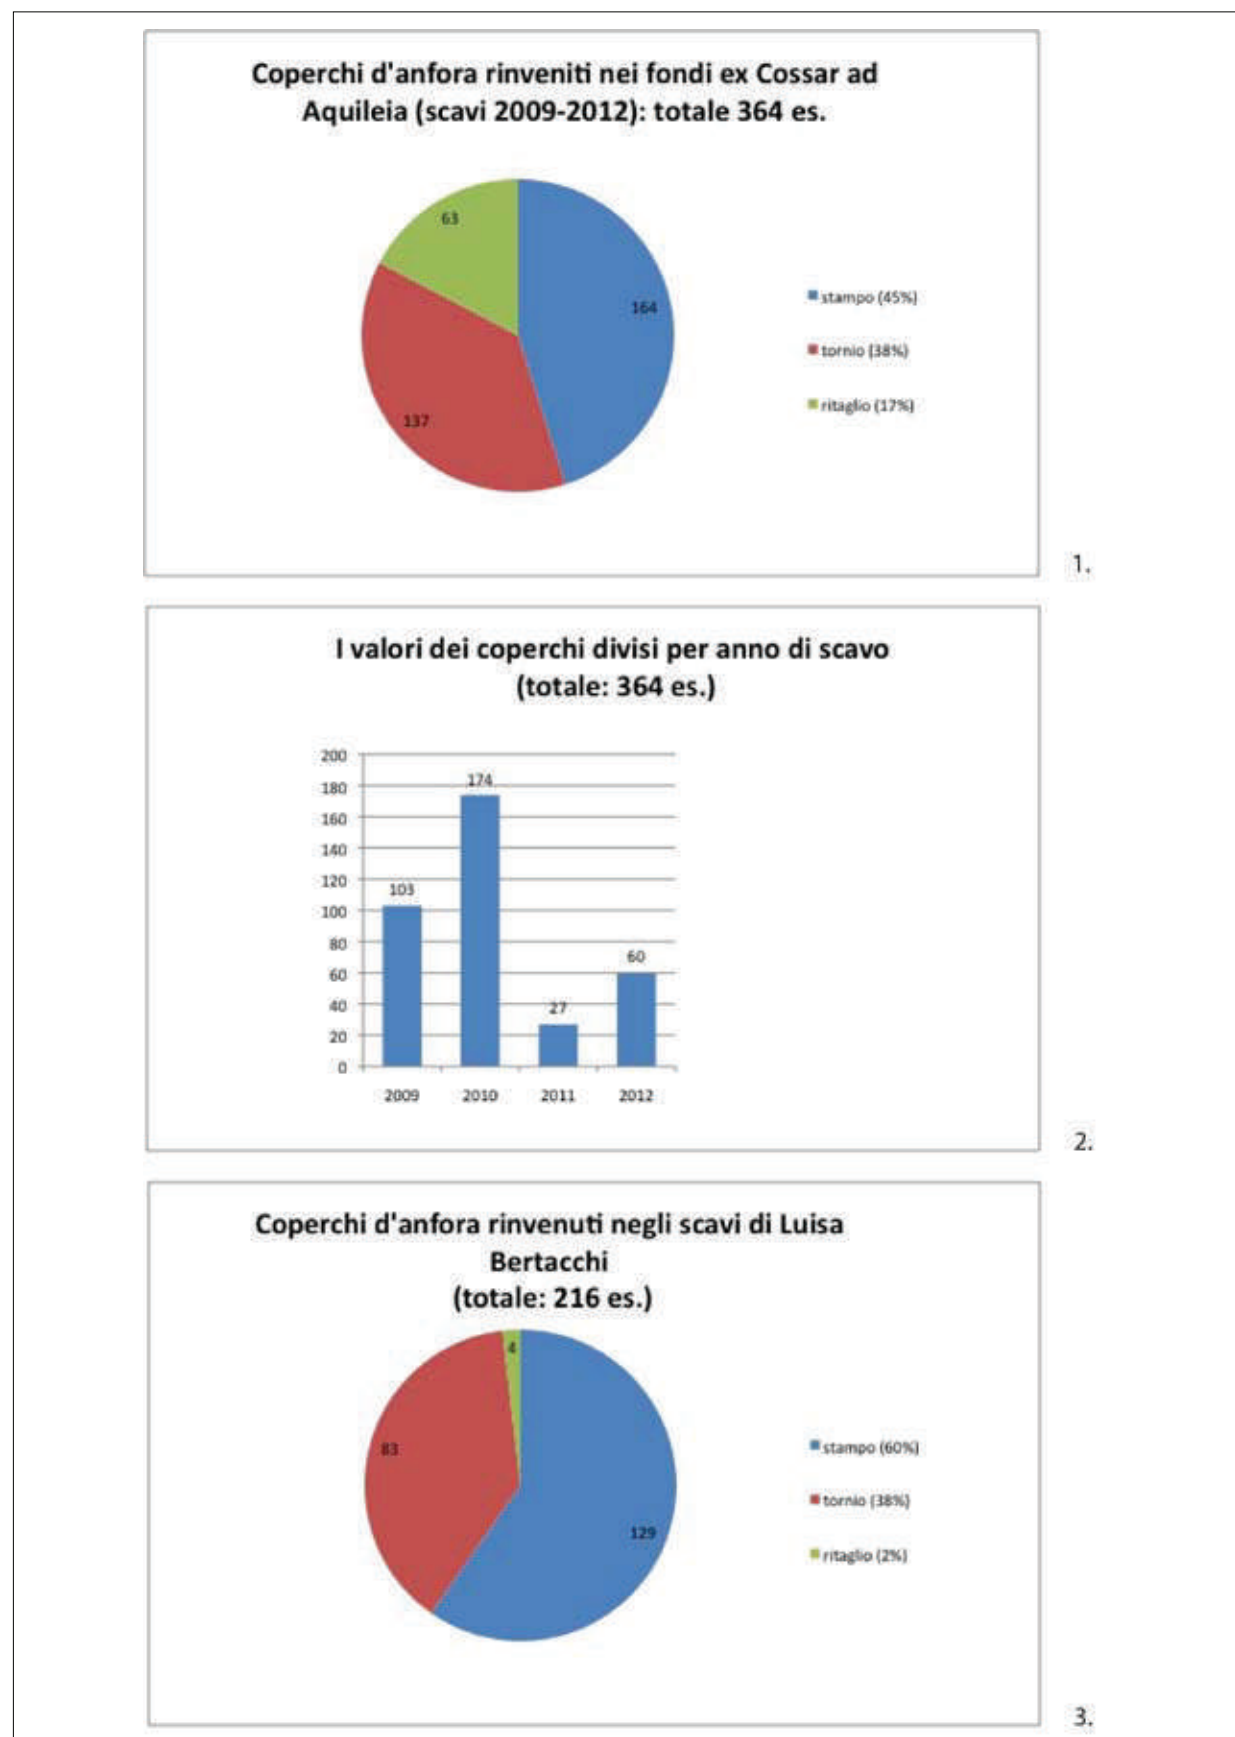 Coperchi d'anfora rinveniti nei fondi ex Cossar ad
Aquileia (scavi 2009-2012): totale 364 es.
63
164
137
stampo (45%)
tornio (38%)
ritaglio (17%)
1.
I valori dei coperchi divisi per anno di scavo
(totale: 364 es.)
200
180
160
140
120
100
80
60
40
20
0
103
174
27
60
2009
2010
2011
2012
2.
Coperchi d'anfora rinvenuti negli scavi di Luisa
Bertacchi
(totale: 216 es.)
4
83
129
stampo (60%)
tornio (38%)
ritaglio (2%)
3.